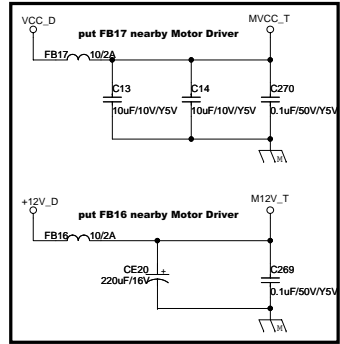 VCC_D
MVCC_T
put FB17 nearby Motor Driver
FB17 10/2A
C13
10uF/10V/Y5V
C14
10uF/10V/Y5V
C270
0.1uF/50V/Y5V
M
+12V_D
M12V_T
put FB16 nearby Motor Driver
FB16 10/2A
CE20 +
220uF/16V
C269
0.1uF/50V/Y5V
M